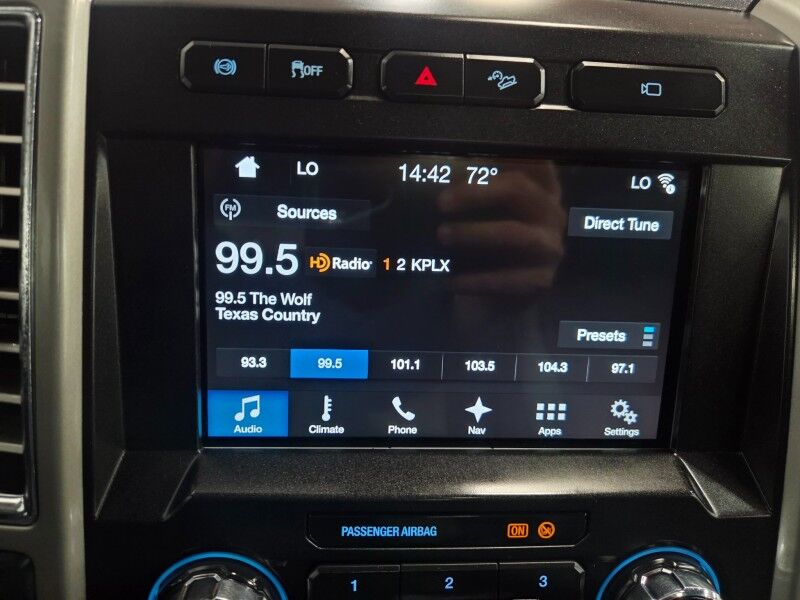 OFF
LO 14:42 72° LO
FM Sources Direct Tune
99.5 HD Radio 1 2 KPLX
99.5 The Wolf
Texas Country
Presets
93.3 99.5 101.1 103.5 104.3 97.1
Audio Climate Phone Nav Apps Settings
PASSENGER AIRBAG ON
1 2 3